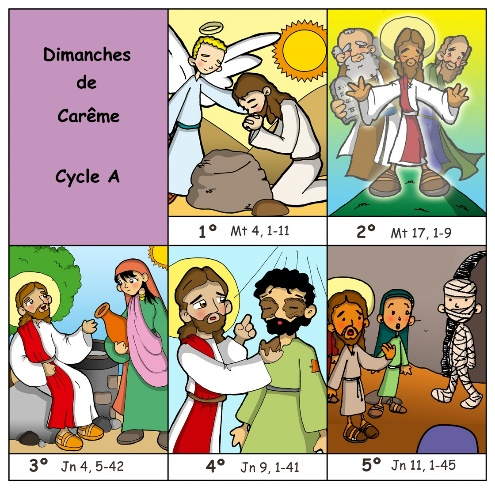 Dimanches
de
Carême
Cycle A
1° Mt 4, 1-11
2° Mt 17, 1-9
3° Jn 4, 5-42
4° Jn 9, 1-41
5° Jn 11, 1-45